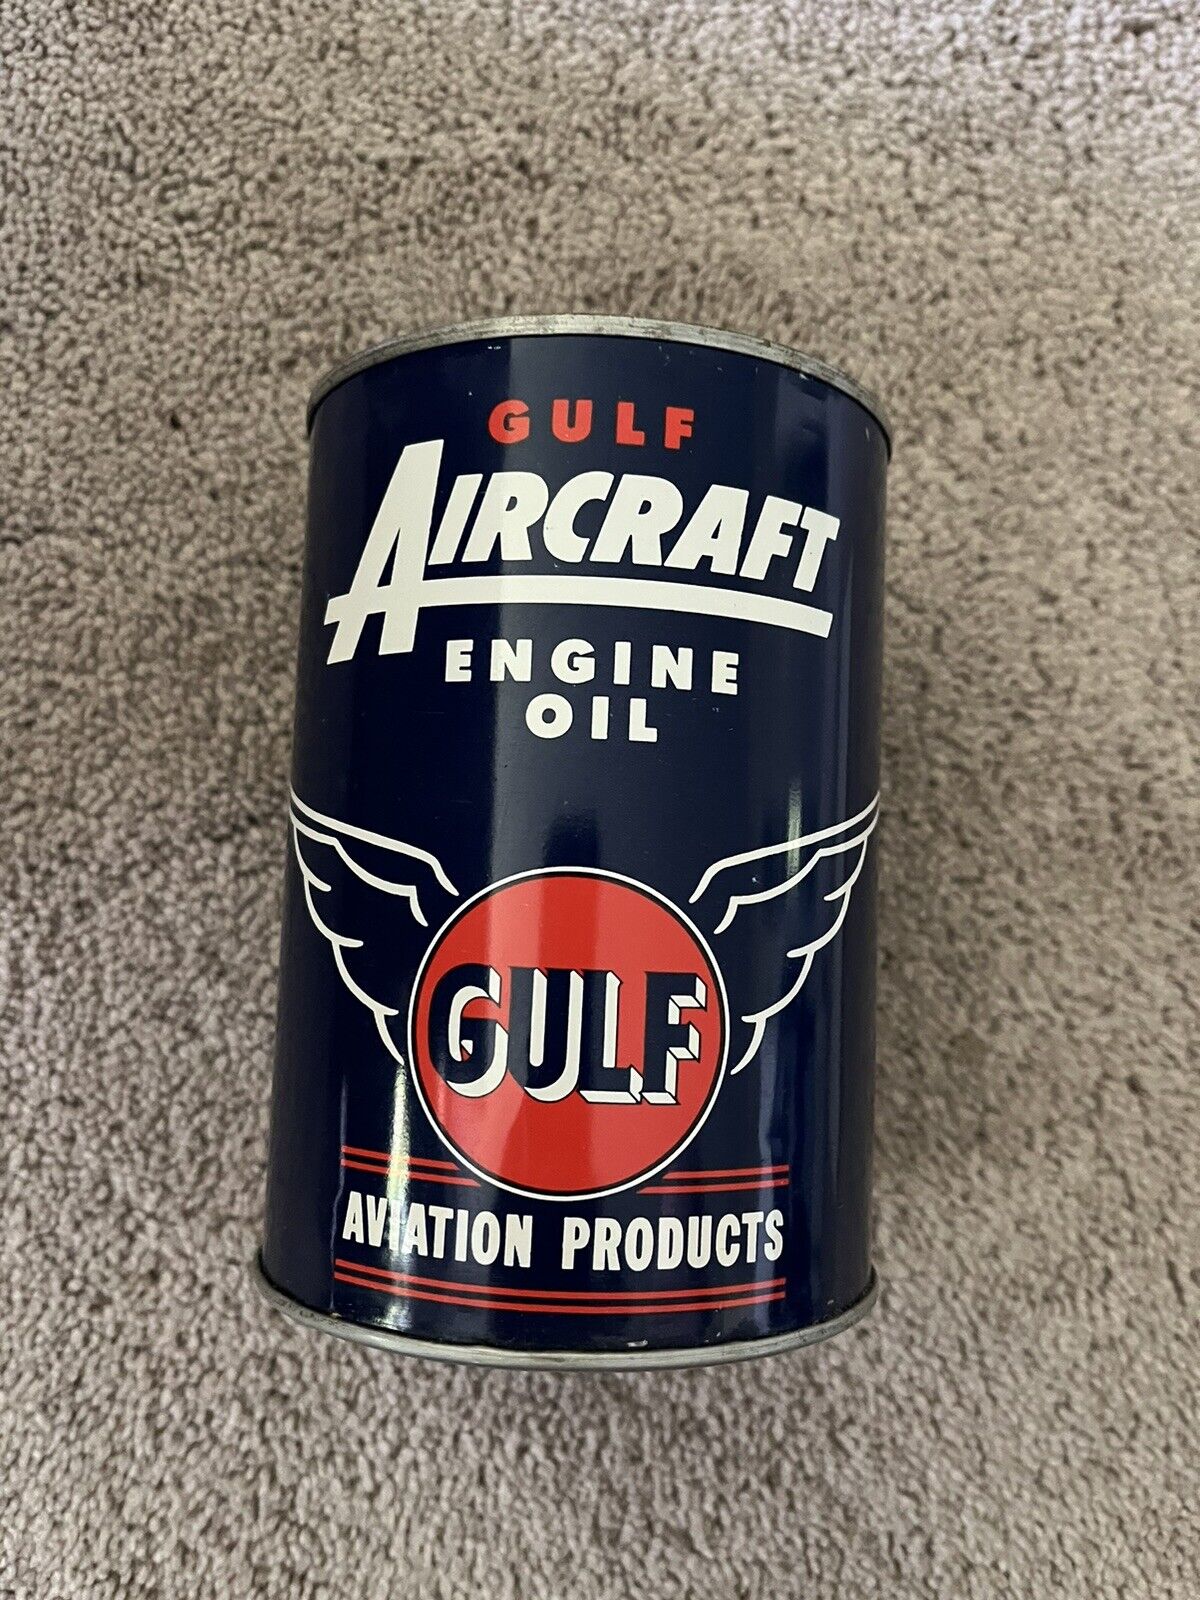 GULF
AIRCRAFT
ENGINE
OIL
GULF
AVIATION PRODUCTS